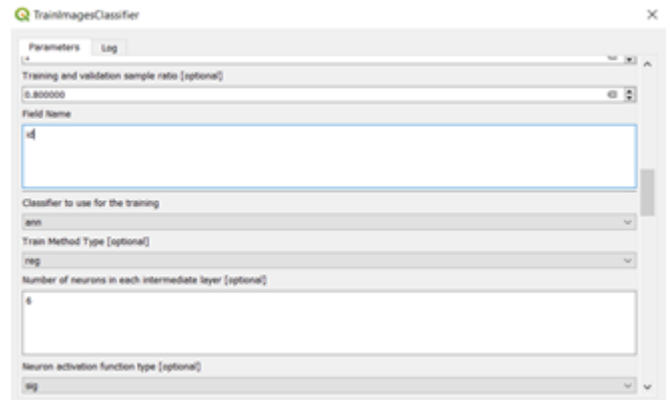 TrainImagesClassifier
Parameters Log
Training and validation sample ratio [optional]
0.800000
Field Name
id
Classifier to use for the training
ann
Train Method Type [optional]
reg
Number of neurons in each intermediate layer [optional]
6
Neuron activation function type [optional]
sig